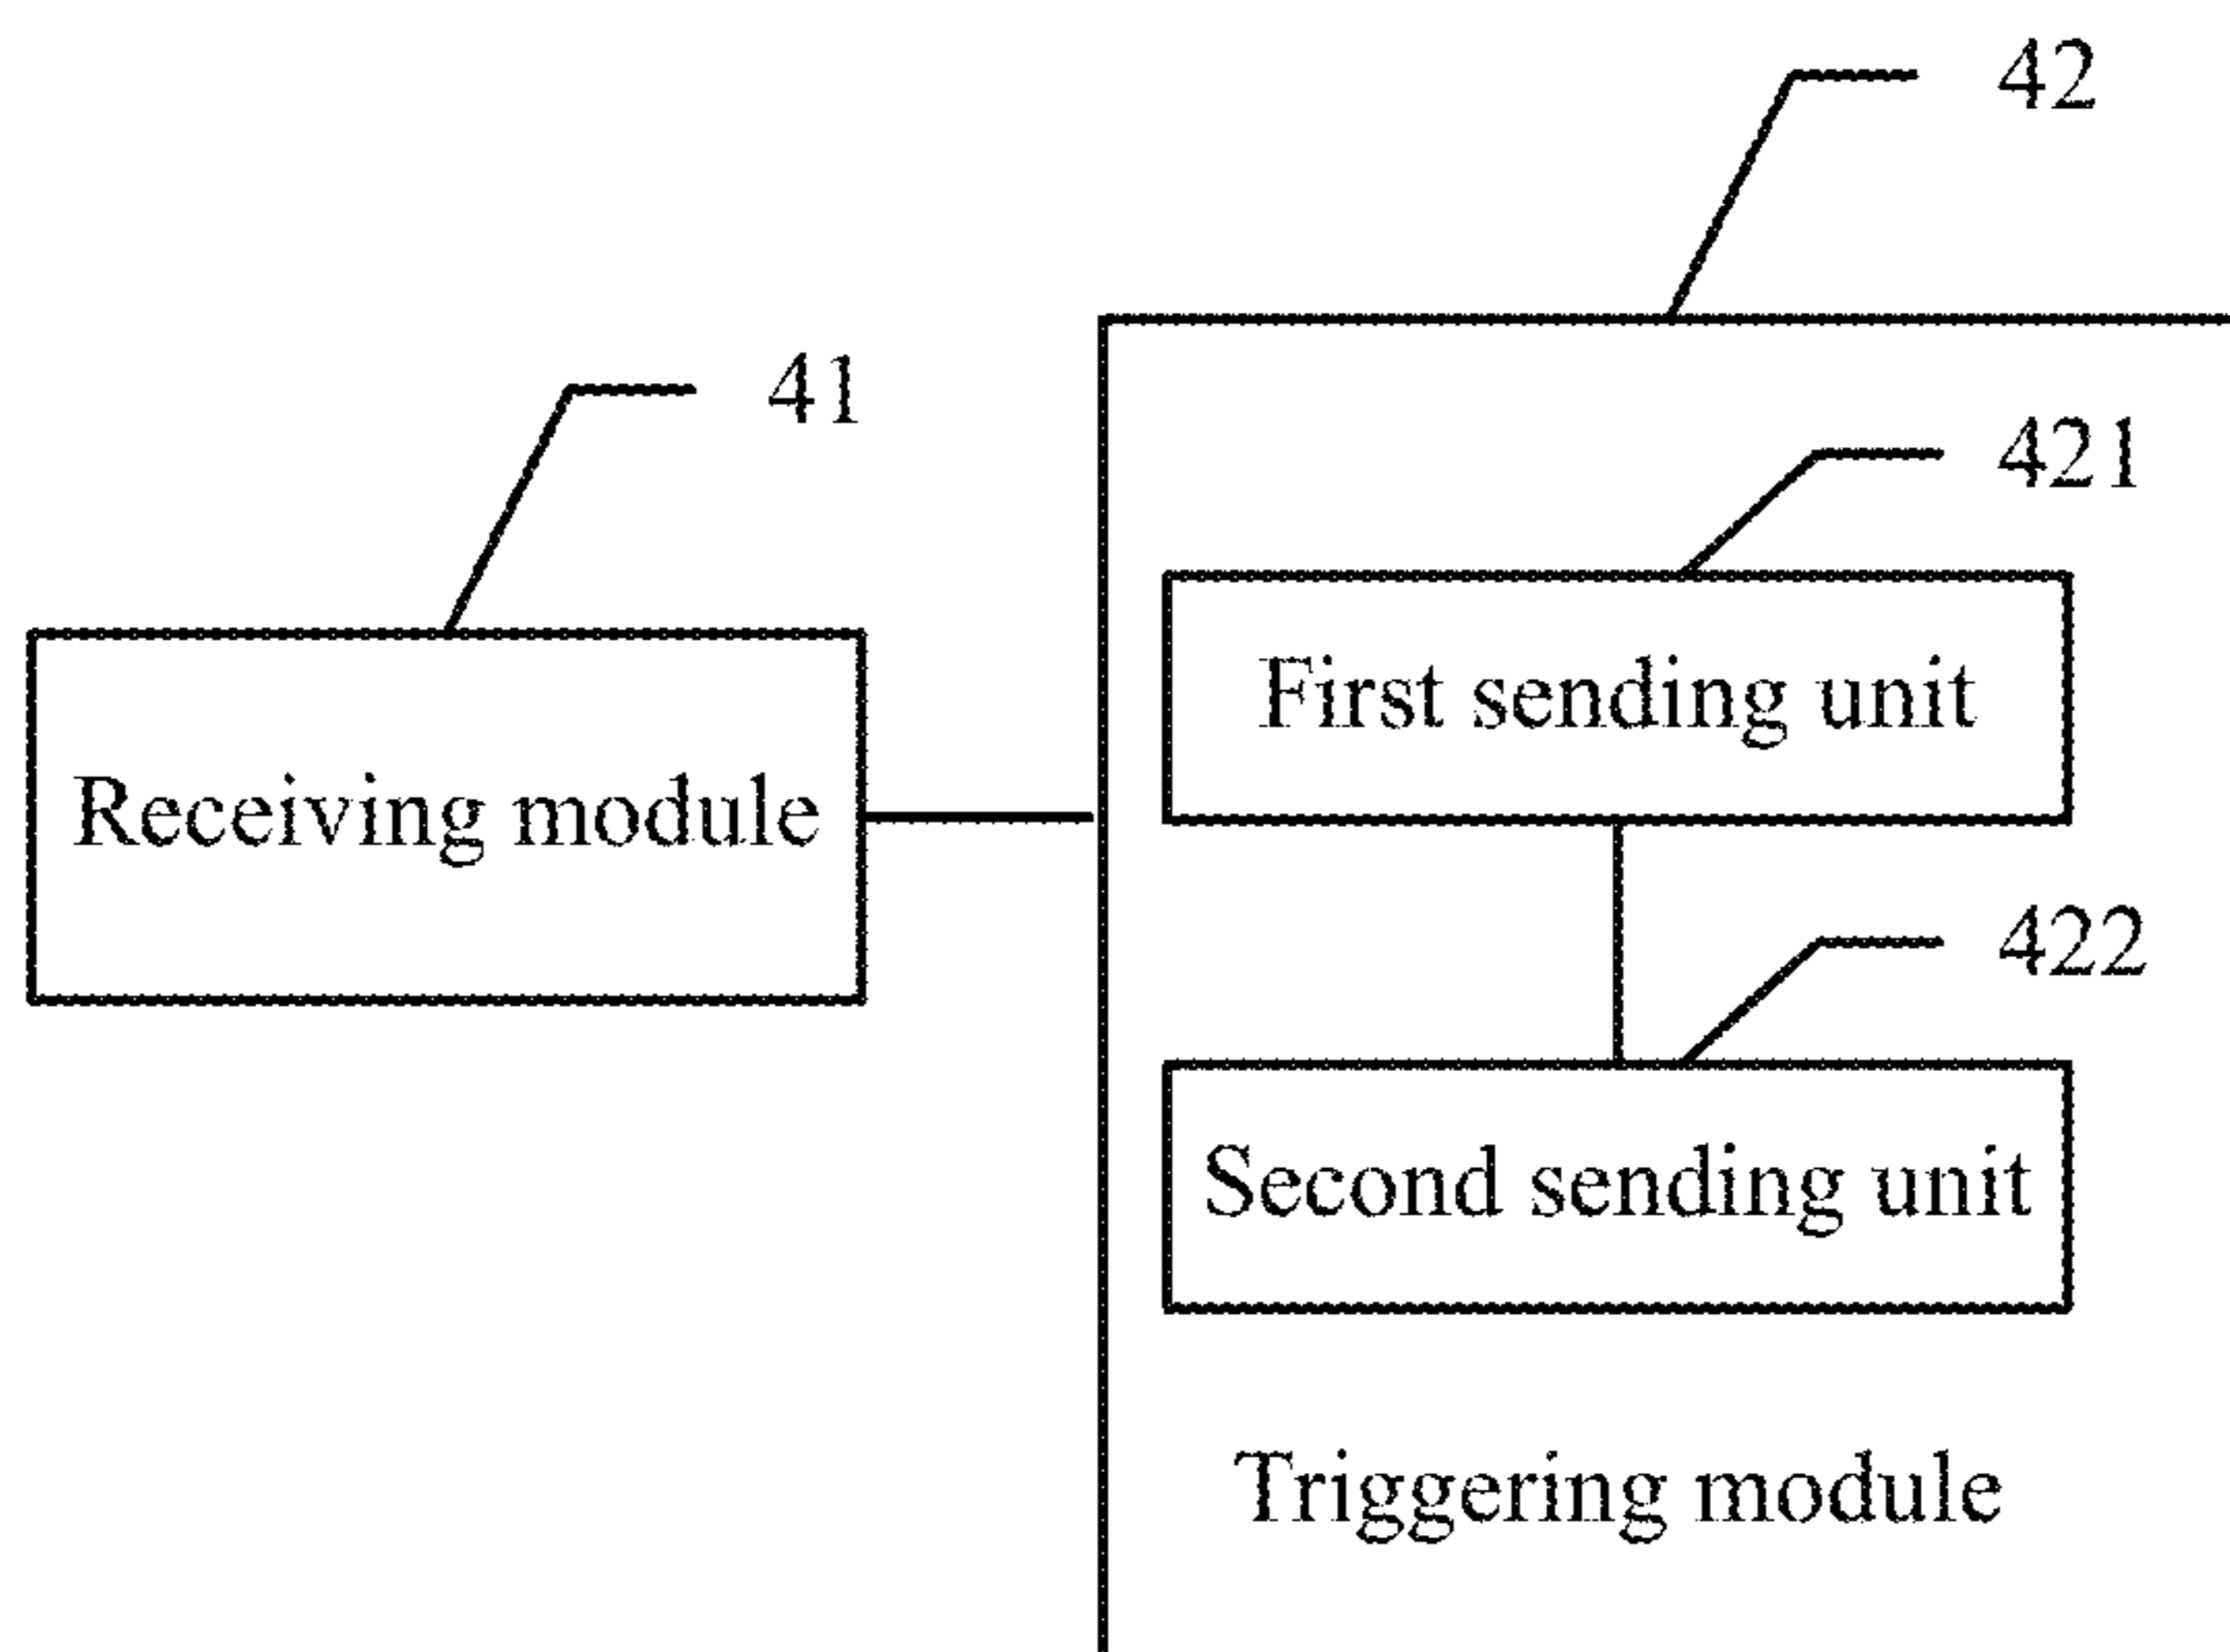 42
41
421
First sending unit
Receiving module
422
Second sending unit
Triggering module